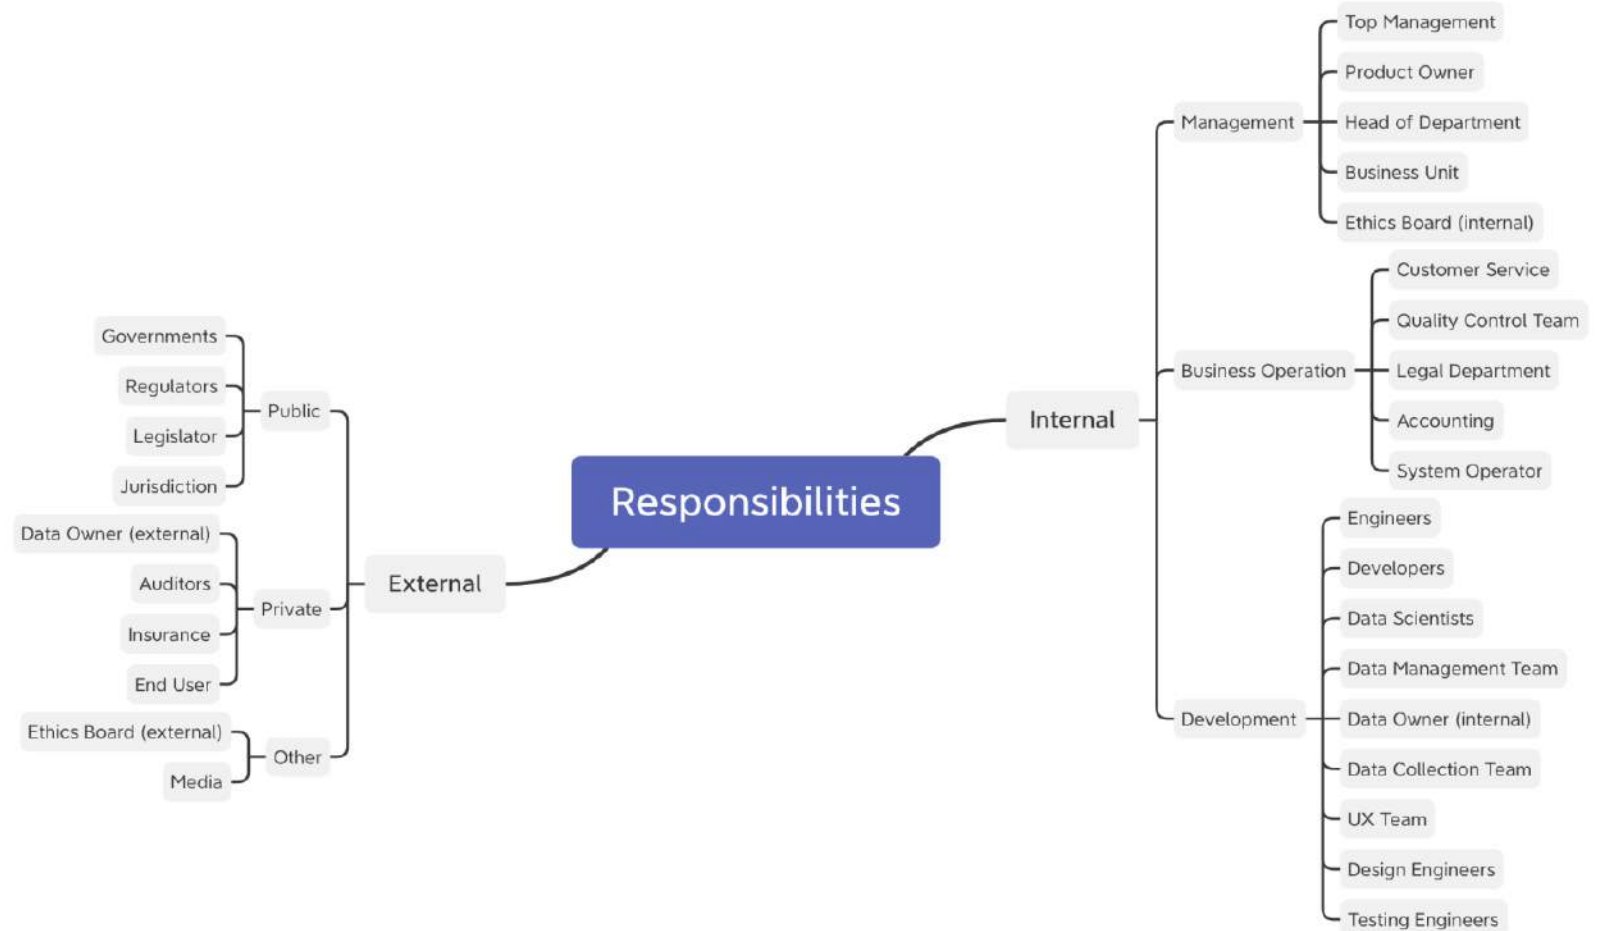 Responsibilities
Internal
Management
Top Management
Product Owner
Head of Department
Business Unit
Ethics Board (internal)
Business Operation
Customer Service
Quality Control Team
Legal Department
Accounting
System Operator
Development
Engineers
Developers
Data Scientists
Data Management Team
Data Owner (internal)
Data Collection Team
UX Team
Design Engineers
Testing Engineers
External
Public
Governments
Regulators
Legislator
Jurisdiction
Private
Data Owner (external)
Auditors
Insurance
End User
Other
Ethics Board (external)
Media